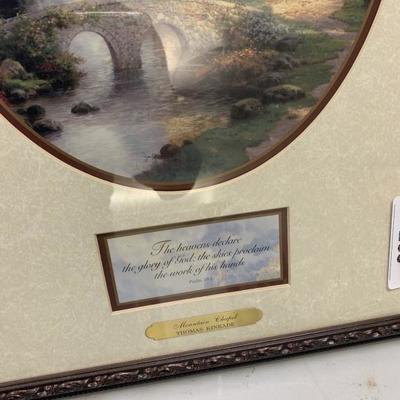 The heavens declare
the glory of God; the skies proclaim
the work of his hands.
Psalm 19:1
Mountain Chapel
THOMAS KINKADE